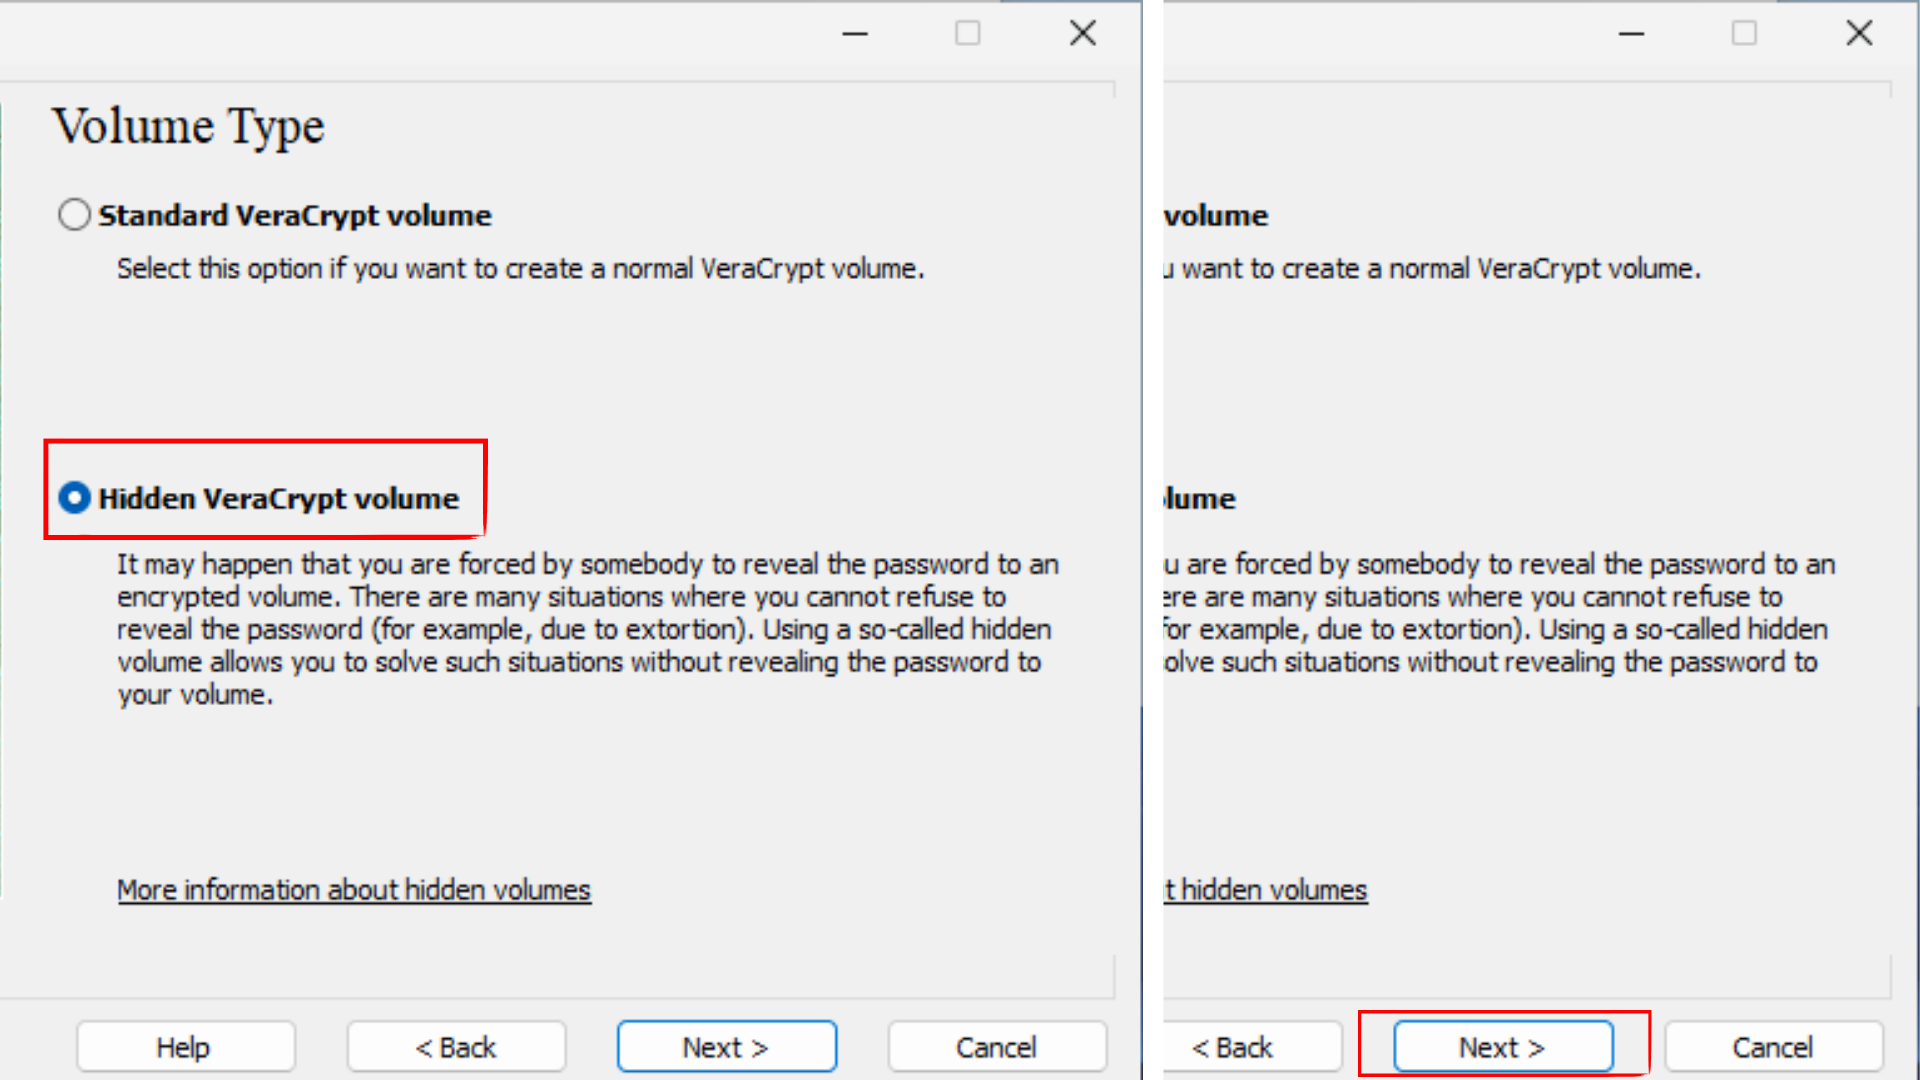 Volume Type
Standard VeraCrypt volume
Select this option if you want to create a normal VeraCrypt volume.
Hidden VeraCrypt volume
It may happen that you are forced by somebody to reveal the password to an
encrypted volume. There are many situations where you cannot refuse to
reveal the password (for example, due to extortion). Using a so-called hidden
volume allows you to solve such situations without revealing the password to
your volume.
More information about hidden volumes
Help
< Back
Next >
Cancel
volume
u want to create a normal VeraCrypt volume.
lume
u are forced by somebody to reveal the password to an
ere are many situations where you cannot refuse to
for example, due to extortion). Using a so-called hidden
olve such situations without revealing the password to
t hidden volumes
< Back
Next >
Cancel